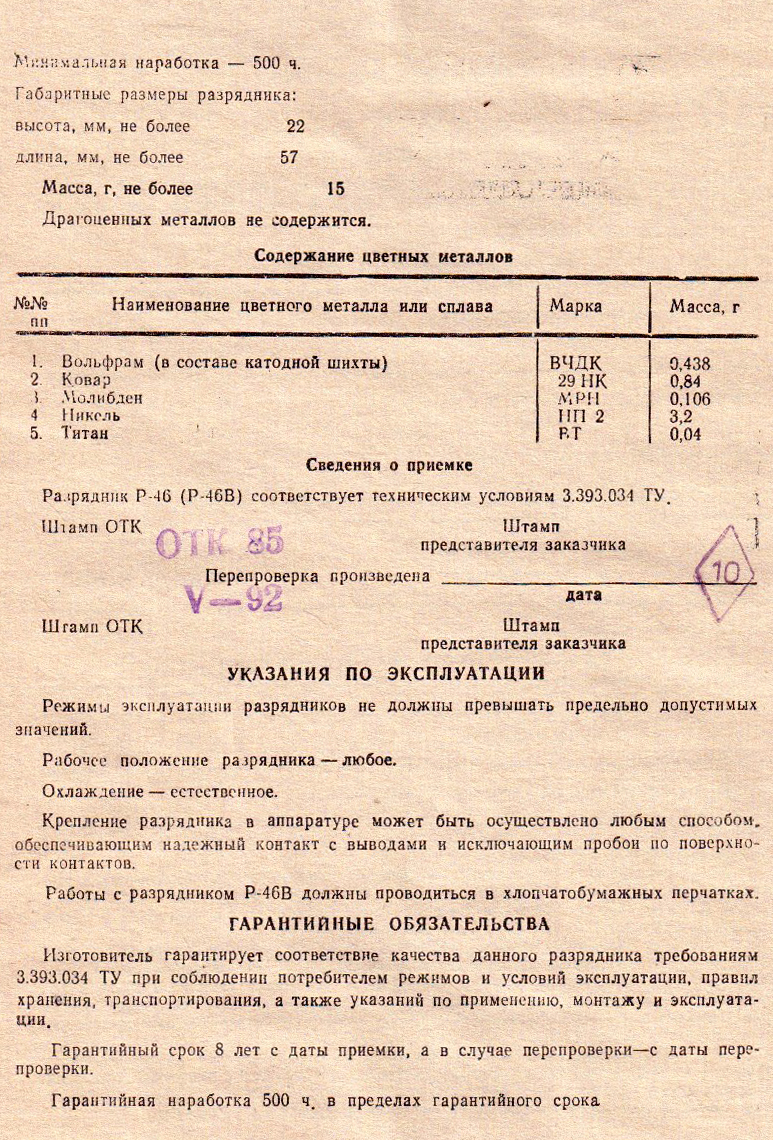 Минимальная наработка — 500 ч.
Габаритные размеры разрядника:
высота, мм, не более 22
длина, мм, не более 57
Масса, г, не более 15
Драгоценных металлов не содержится.
Содержание цветных металлов
№№ пп Наименование цветного металла или сплава Марка Масса, г
1. Вольфрам (в составе катодной шихты) ВЧДК 0,438
2. Ковар 29 НК 0,84
3. Молибден МРН 0,106
4 Никель НП 2 3,2
5. Титан ВТ 0,04
Сведения о приемке
Разрядник Р-46 (Р-46В) соответствует техническим условиям 3.393.034 ТУ.
Штамп ОТК ОТК 85 Штамп
представителя заказчика
10
Перепроверка произведена
V—92 дата
Штамп ОТК Штамп
представителя заказчика
УКАЗАНИЯ ПО ЭКСПЛУАТАЦИИ
Режимы эксплуатации разрядников не должны превышать предельно допустимых
значений.
Рабочее положение разрядника — любое.
Охлаждение — естественное.
Крепление разрядника в аппаратуре может быть осуществлено любым способом,
обеспечивающим надежный контакт с выводами и исключающим пробои по поверхно-
сти контактов.
Работы с разрядником Р-46В должны проводиться в хлопчатобумажных перчатках.
ГАРАНТИЙНЫЕ ОБЯЗАТЕЛЬСТВА
Изготовитель гарантирует соответствие качества данного разрядника требованиям
3.393.034 ТУ при соблюдении потребителем режимов и условий эксплуатации, правил
хранения, транспортирования, а также указаний по применению, монтажу и эксплуата-
ции.
Гарантийный срок 8 лет с даты приемки, а в случае перепроверки—с даты пере-
проверки.
Гарантийная наработка 500 ч. в пределах гарантийного срока